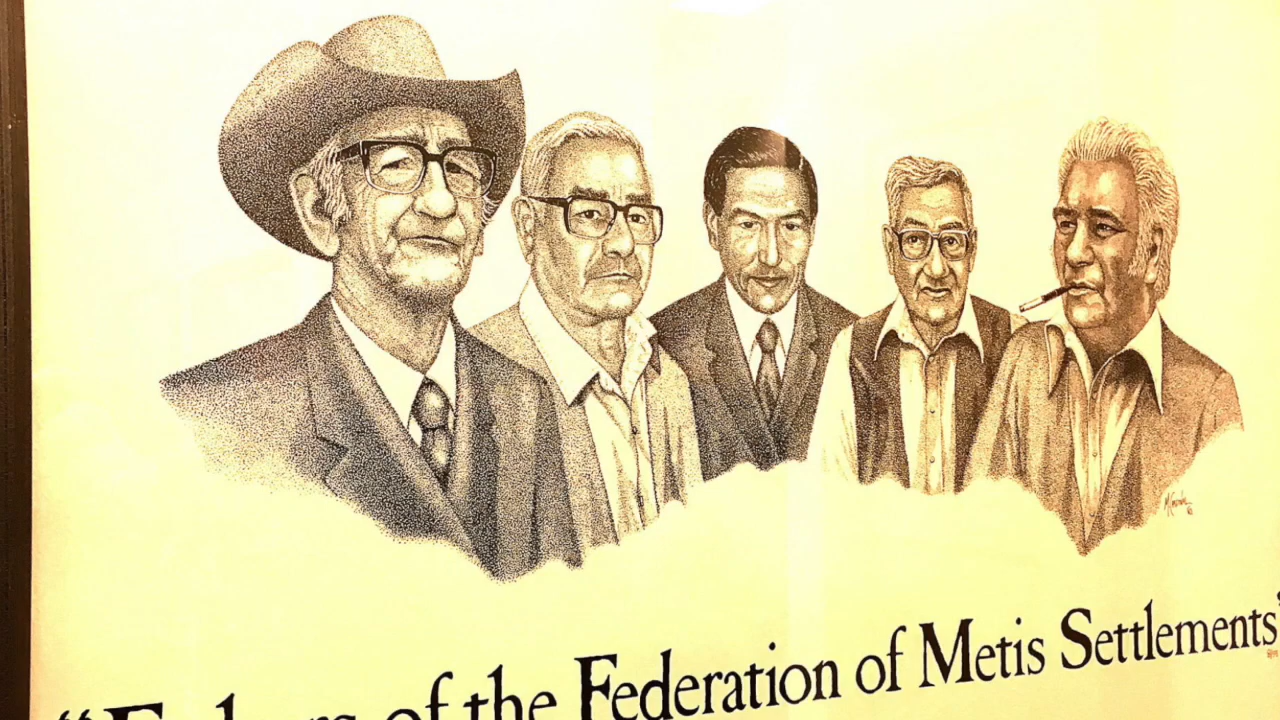 of the Federation of Metis Settlements"